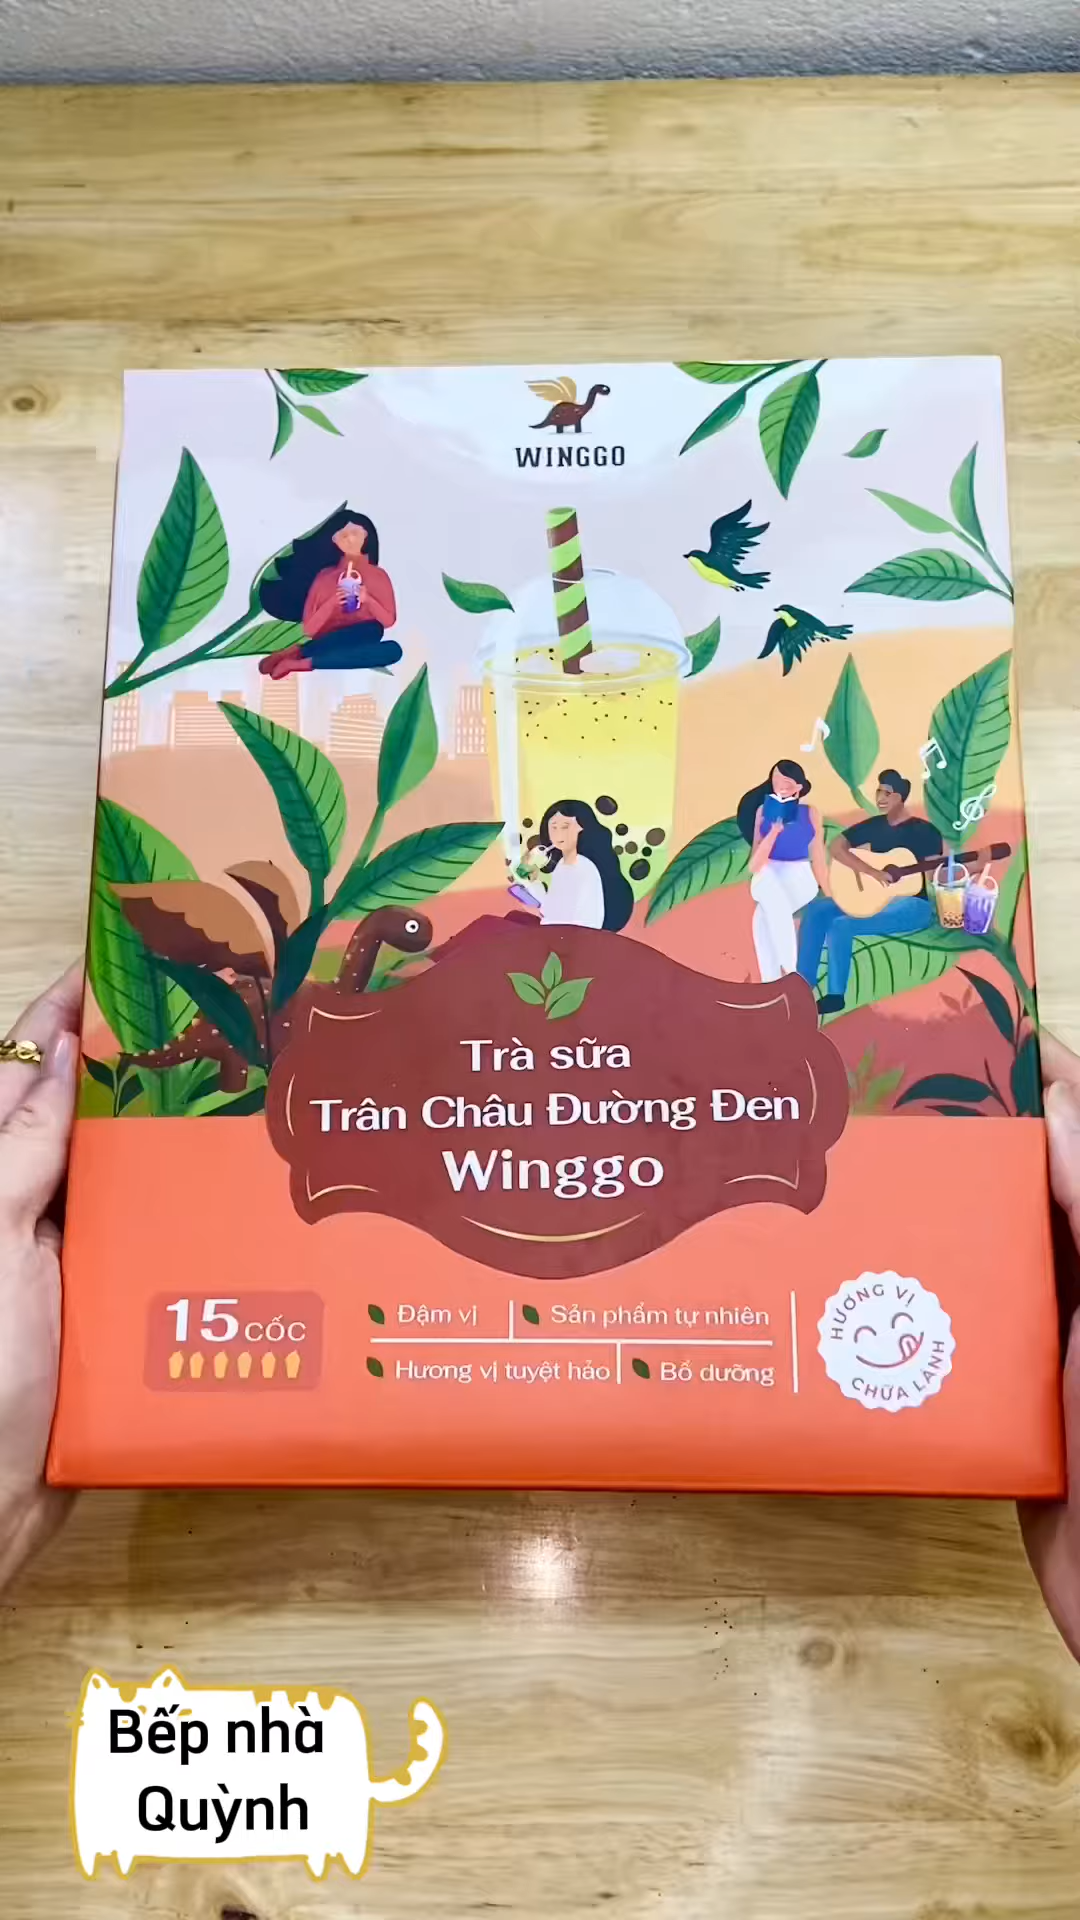 WINGGO
Trà sữa
Trân Châu Đường Đen
Winggo
15 cốc
Đậm vị
Sản phẩm tự nhiên
Hương vị tuyệt hảo
Bổ dưỡng
HƯƠNG VỊ
CHỮA LÀNH
Bếp nhà
Quỳnh